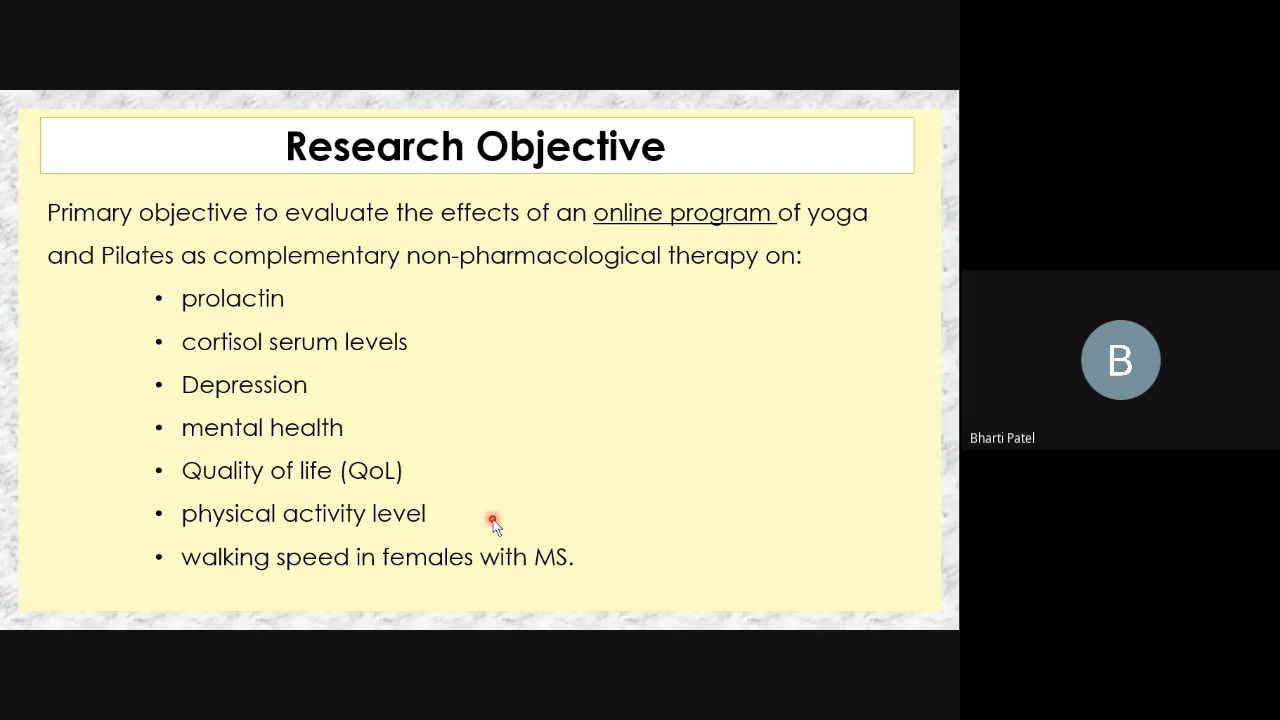 Research Objective
Primary objective to evaluate the effects of an online program of yoga
and Pilates as complementary non-pharmacological therapy on:
• prolactin
• cortisol serum levels
• Depression
• mental health
• Quality of life (QoL)
• physical activity level
• walking speed in females with MS.
B
Bharti Patel